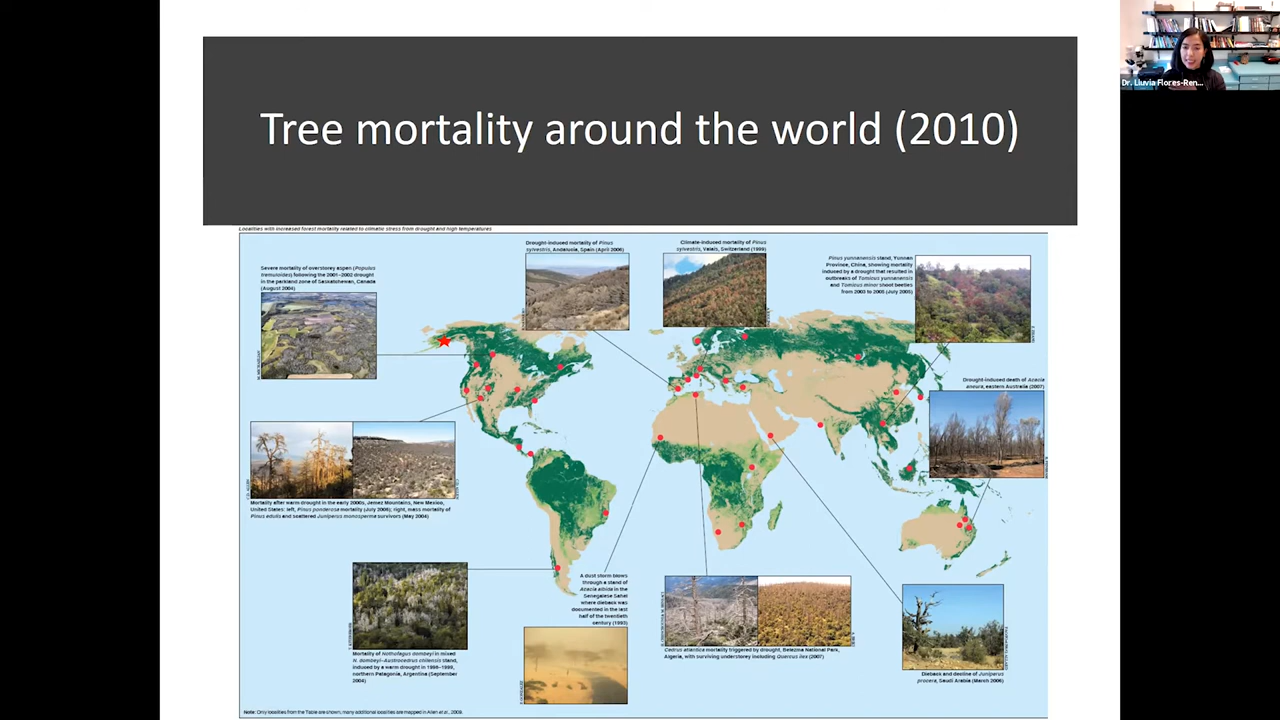 Dr. Lluvia Flores-Ren...
Tree mortality around the world (2010)
Localities with increased forest mortality related to climatic stress from drought and high temperatures
Severe mortality of overstorey aspen (Populus
tremuloides) following the 2001–2002 drought
in the parkland zone of Saskatchewan, Canada
(August 2004)
Drought-induced mortality of Pinus
sylvestris, Andalusia, Spain (April 2006)
Climate-induced mortality of Pinus
sylvestris, Valais, Switzerland (1999)
Pinus yunnanensis stand, Yunnan
Province, China, showing mortality
induced by a drought that resulted in
outbreaks of Tomicus yunnanensis
and Tomicus minor shoot beetles
from 2003 to 2005 (July 2005)
Drought-induced death of Acacia
aneura, eastern Australia (2007)
Mortality after warm drought in the early 2000s, Jemez Mountains, New Mexico,
United States: left, Pinus ponderosa mortality (July 2006); right, mass mortality of
Pinus edulis and scattered Juniperus monosperma survivors (May 2004)
A dust storm blows
through a stand of
Acacia albida in the
Senegalese Sahel
where dieback was
documented in the last
half of the twentieth
century (1993)
Mortality of Nothofagus dombeyi in mixed
N. dombeyi–Austrocedrus chilensis stand,
induced by a warm drought in 1998–1999,
northern Patagonia, Argentina (September
2004)
Cedrus atlantica mortality triggered by drought, Belezma National Park,
Algeria, with surviving understorey including Quercus ilex (2007)
Dieback and decline of Juniperus
procera, Saudi Arabia (March 2006)
Note: Only localities from the Table are shown, many additional localities are mapped in Allen et al., 2009.